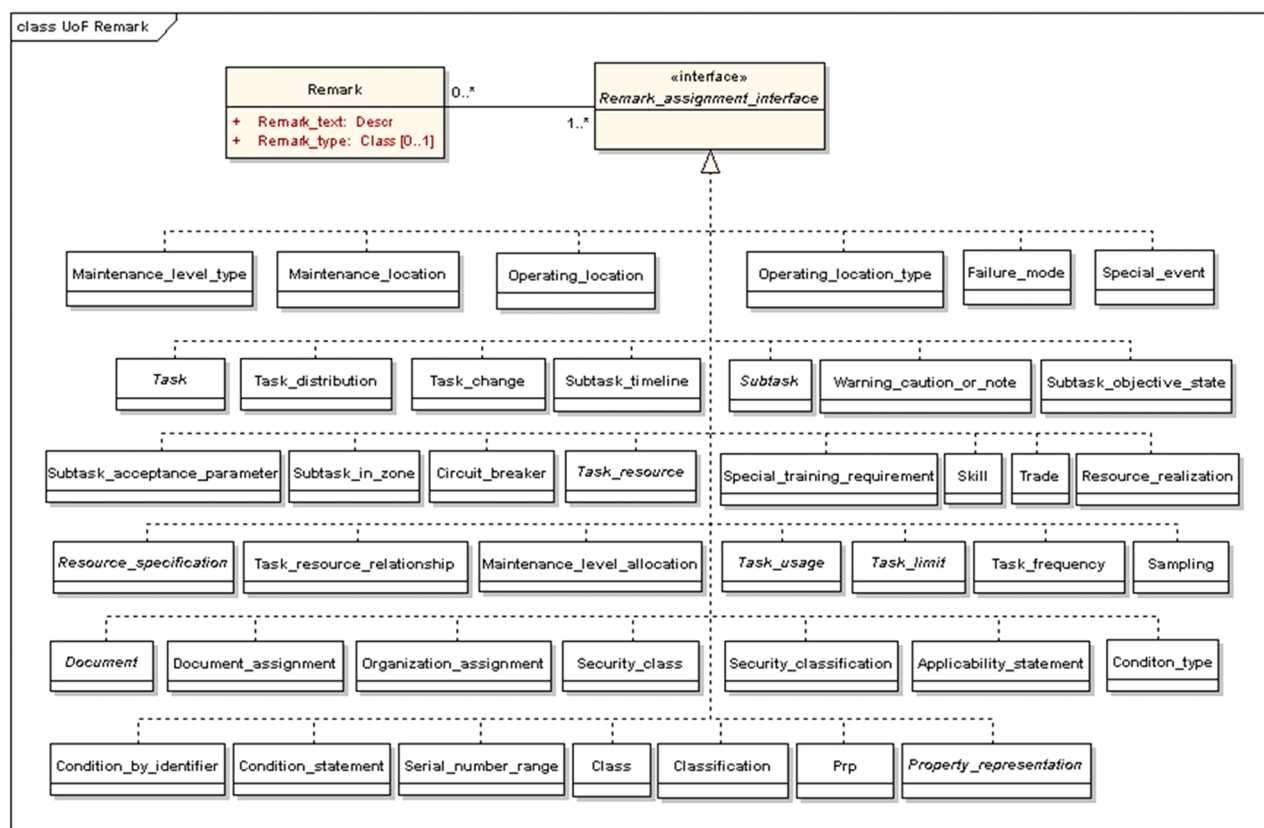 class UoF Remark
Remark
+ Remark_text: Descr
+ Remark_type: Class [0..1]
0..*
1..*
«interface»
Remark_assignment_interface
Maintenance_level_type
Maintenance_location
Operating_location
Operating_location_type
Failure_mode
Special_event
Task
Task_distribution
Task_change
Subtask_timeline
Subtask
Warning_caution_or_note
Subtask_objective_state
Subtask_acceptance_parameter
Subtask_in_zone
Circuit_breaker
Task_resource
Special_training_requirement
Skill
Trade
Resource_realization
Resource_specification
Task_resource_relationship
Maintenance_level_allocation
Task_usage
Task_limit
Task_frequency
Sampling
Document
Document_assignment
Organization_assignment
Security_class
Security_classification
Applicability_statement
Conditon_type
Condition_by_identifier
Condition_statement
Serial_number_range
Class
Classification
Prp
Property_representation